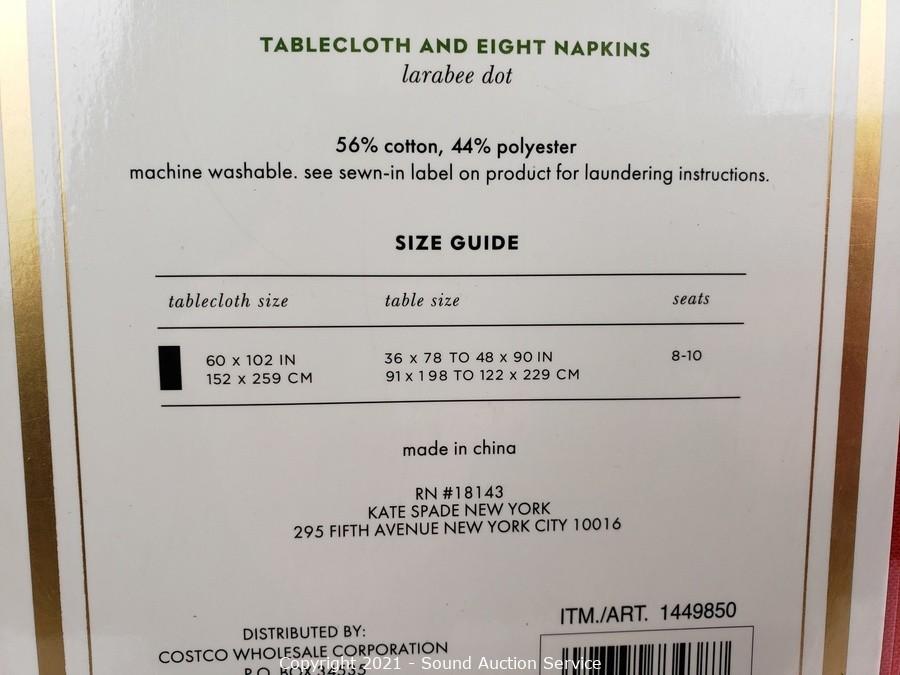 TABLECLOTH AND EIGHT NAPKINS
larabee dot
56% cotton, 44% polyester
machine washable. see sewn-in label on product for laundering instructions.
SIZE GUIDE
tablecloth size table size seats
60 x 102 IN 36 x 78 TO 48 x 90 IN 8-10
152 x 259 CM 91 x 198 TO 122 x 229 CM
made in china
RN #18143
KATE SPADE NEW YORK
295 FIFTH AVENUE NEW YORK CITY 10016
ITM./ART. 1449850
DISTRIBUTED BY:
COSTCO WHOLESALE CORPORATION
P.O. BOX 34535
Copyright 2021 - Sound Auction Service